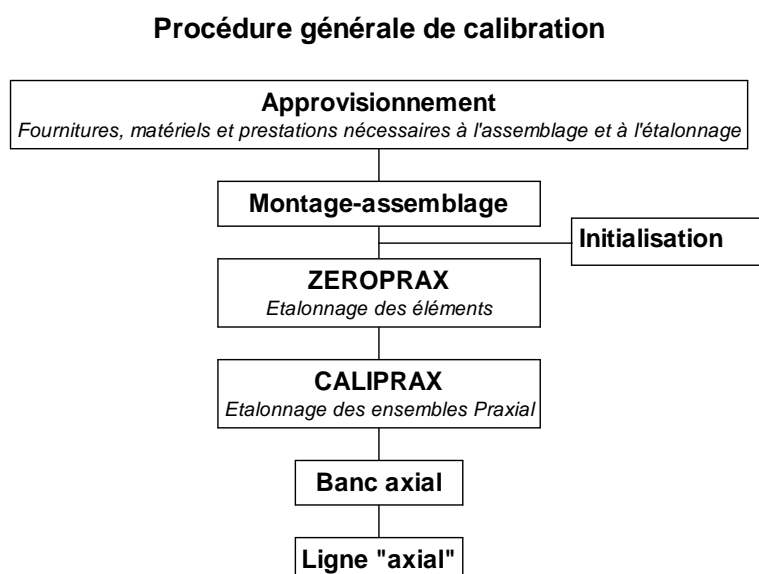 Procédure générale de calibration
Approvisionnement
Fournitures, matériels et prestations nécessaires à l'assemblage et à l'étalonnage
Montage-assemblage
Initialisation
ZEROPRAX
Etalonnage des éléments
CALIPRAX
Etalonnage des ensembles Praxial
Banc axial
Ligne "axial"